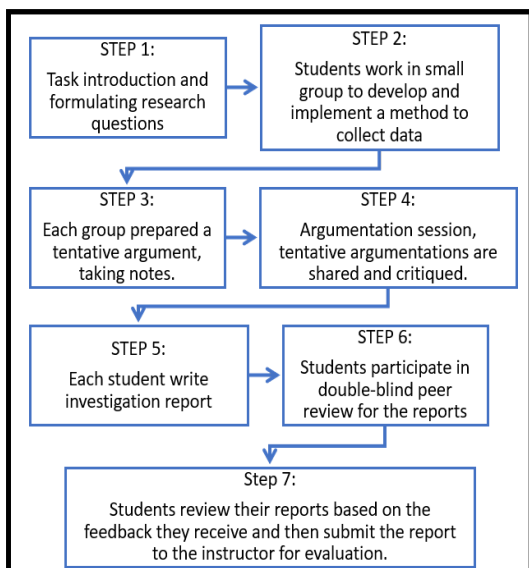 STEP 1:
Task introduction and
formulating research
questions
STEP 2:
Students work in small
group to develop and
implement a method to
collect data
STEP 3:
Each group prepared a
tentative argument,
taking notes.
STEP 4:
Argumentation session,
tentative argumentations are
shared and critiqued.
STEP 5:
Each student write
investigation report
STEP 6:
Students participate in
double-blind peer
review for the reports
Step 7:
Students review their reports based on the
feedback they receive and then submit the report
to the instructor for evaluation.